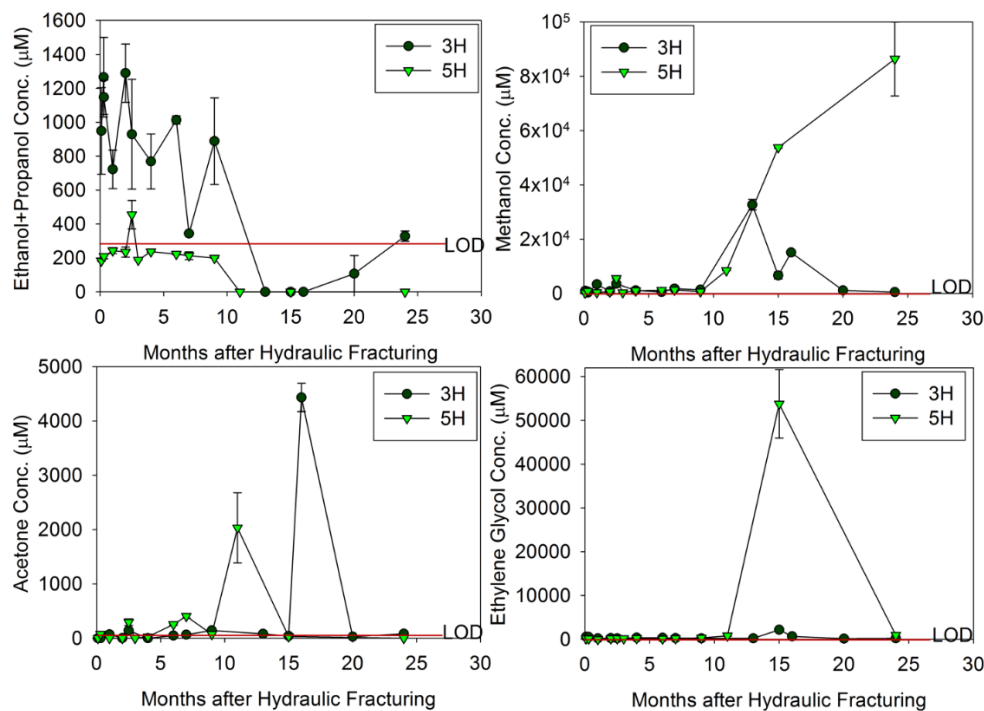 Ethanol+Propanol Conc. (µM)
1600
1400
1200
1000
800
600
400
200
0
3H
5H
LOD
0 5 10 15 20 25 30
Months after Hydraulic Fracturing
Methanol Conc. (µM)
10⁵
8x10⁴
6x10⁴
4x10⁴
2x10⁴
0
3H
5H
LOD
0 5 10 15 20 25 30
Months after Hydraulic Fracturing
Acetone Conc. (µM)
5000
4000
3000
2000
1000
0
3H
5H
LOD
0 5 10 15 20 25 30
Months after Hydraulic Fracturing
Ethylene Glycol Conc. (µM)
60000
50000
40000
30000
20000
10000
0
3H
5H
LOD
0 5 10 15 20 25 30
Months after Hydraulic Fracturing